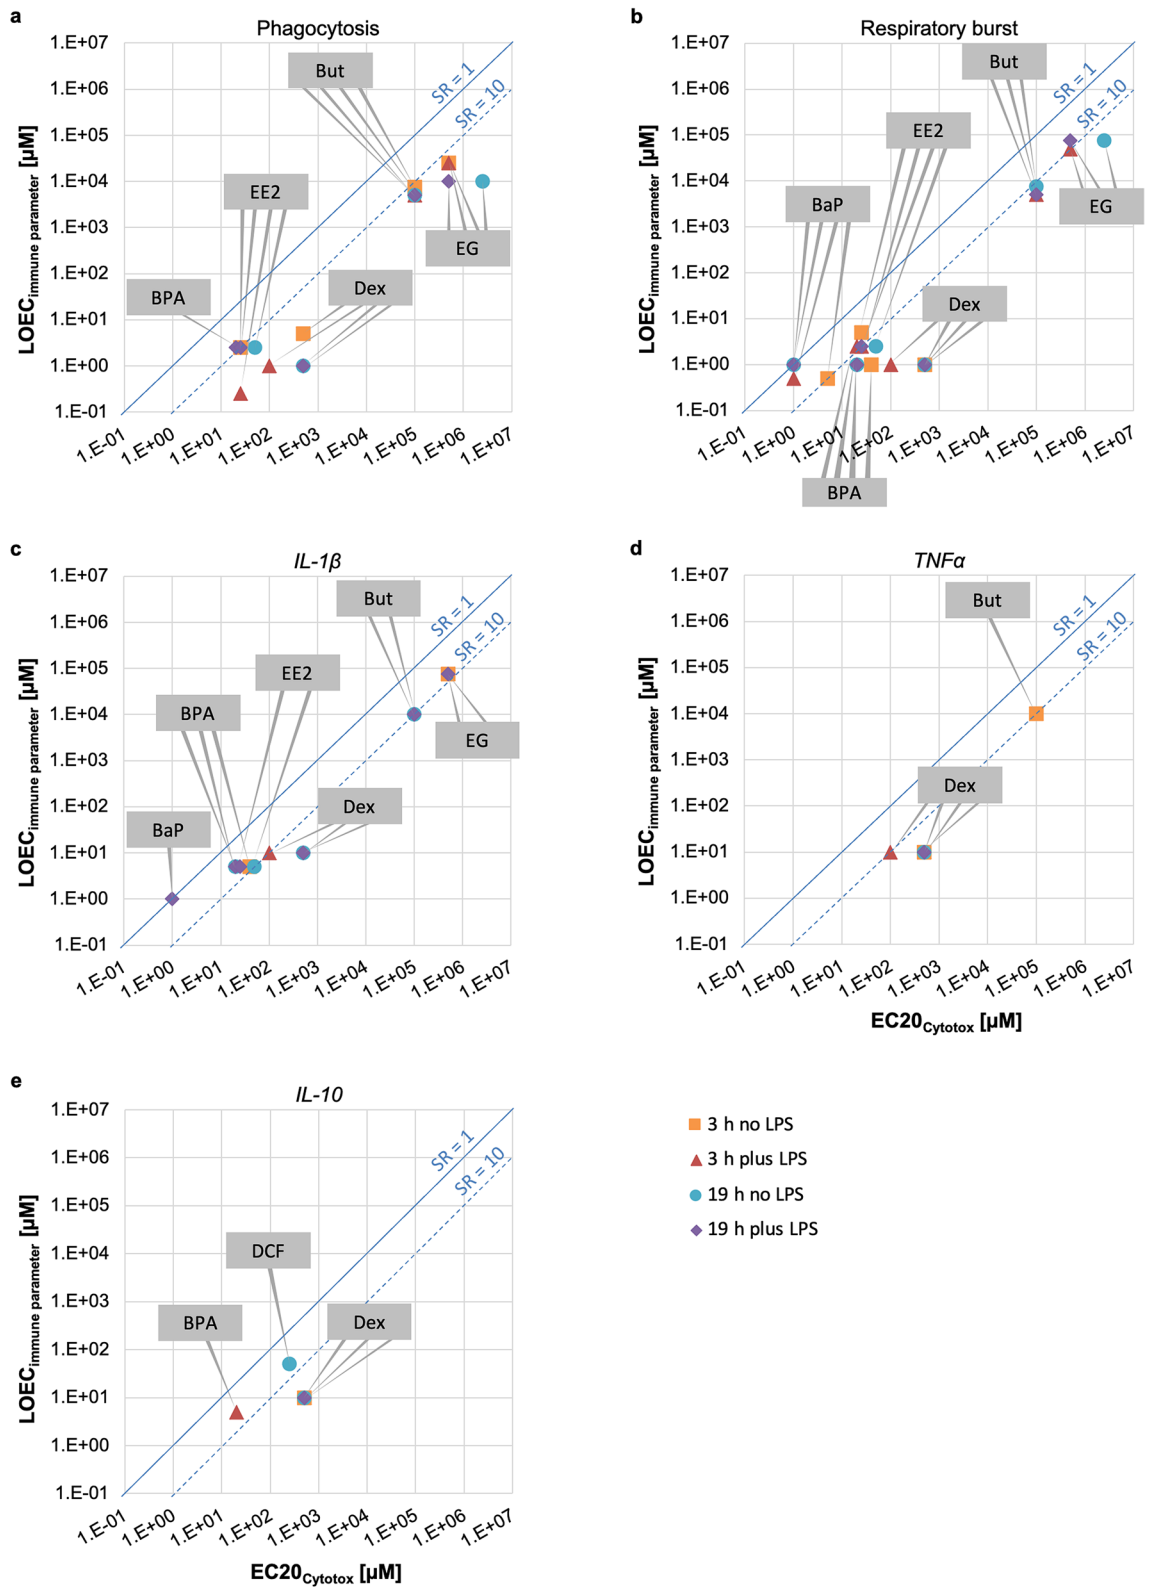 a
Phagocytosis
1.E+07
1.E+06
1.E+05
1.E+04
1.E+03
1.E+02
1.E+01
1.E+00
1.E-01
LOECimmune parameter [µM]
But
SR = 1
SR = 10
EE2
EG
BPA
Dex
1.E-01 1.E+00 1.E+01 1.E+02 1.E+03 1.E+04 1.E+05 1.E+06 1.E+07
b
Respiratory burst
1.E+07
1.E+06
1.E+05
1.E+04
1.E+03
1.E+02
1.E+01
1.E+00
1.E-01
LOECimmune parameter [µM]
But
SR = 1
SR = 10
EE2
BaP
EG
Dex
1.E-01 1.E+00 1.E+01 1.E+02 1.E+03 1.E+04 1.E+05 1.E+06 1.E+07
BPA
c
IL-1β
1.E+07
1.E+06
1.E+05
1.E+04
1.E+03
1.E+02
1.E+01
1.E+00
1.E-01
LOECimmune parameter [µM]
But
SR = 1
SR = 10
EE2
BPA
EG
Dex
BaP
1.E-01 1.E+00 1.E+01 1.E+02 1.E+03 1.E+04 1.E+05 1.E+06 1.E+07
d
TNFα
1.E+07
1.E+06
1.E+05
1.E+04
1.E+03
1.E+02
1.E+01
1.E+00
1.E-01
LOECimmune parameter [µM]
But
SR = 1
SR = 10
Dex
1.E-01 1.E+00 1.E+01 1.E+02 1.E+03 1.E+04 1.E+05 1.E+06 1.E+07
EC20Cytotox [µM]
e
IL-10
1.E+07
1.E+06
1.E+05
1.E+04
1.E+03
1.E+02
1.E+01
1.E+00
1.E-01
LOECimmune parameter [µM]
SR = 1
SR = 10
DCF
BPA
Dex
1.E-01 1.E+00 1.E+01 1.E+02 1.E+03 1.E+04 1.E+05 1.E+06 1.E+07
EC20Cytotox [µM]
3 h no LPS
3 h plus LPS
19 h no LPS
19 h plus LPS